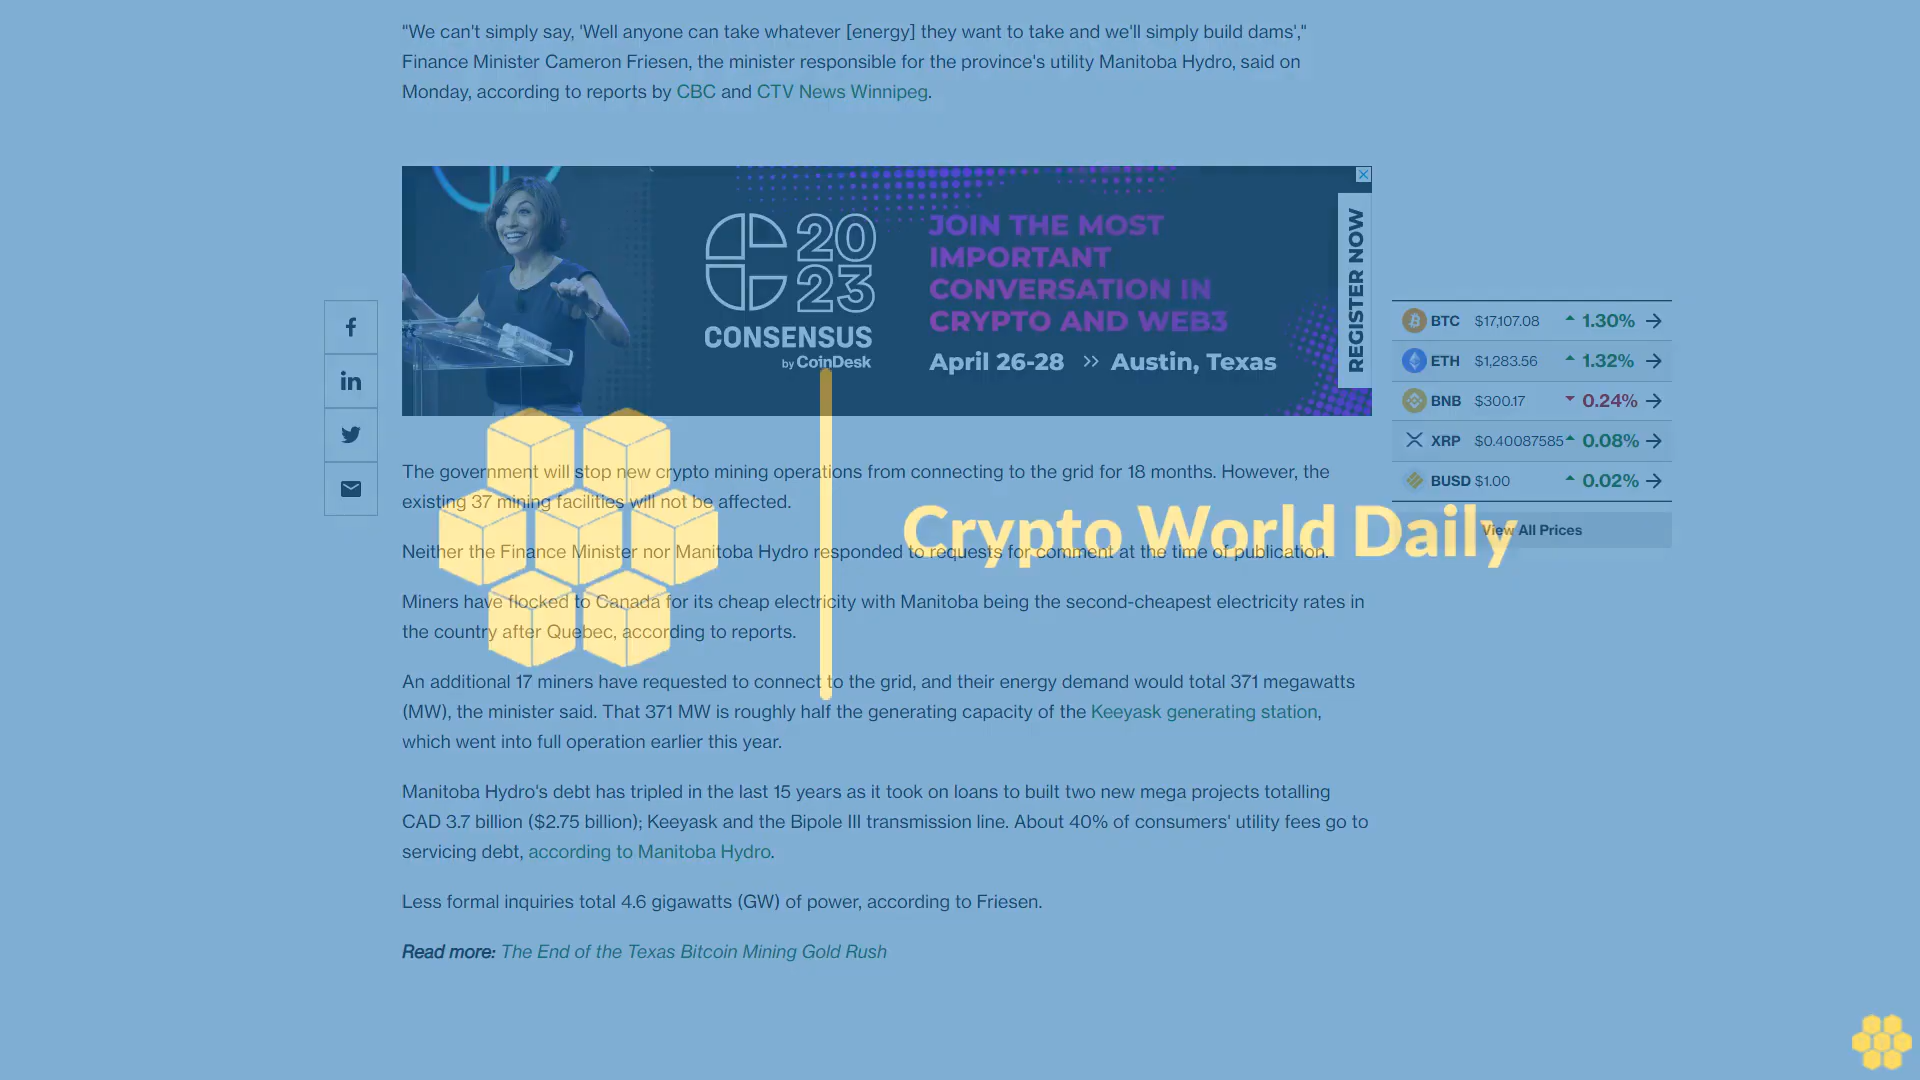 "We can't simply say, 'Well anyone can take whatever [energy] they want to take and we'll simply build dams',"
Finance Minister Cameron Friesen, the minister responsible for the province's utility Manitoba Hydro, said on
Monday, according to reports by CBC and CTV News Winnipeg.
2023
CONSENSUS
by CoinDesk
JOIN THE MOST
IMPORTANT
CONVERSATION IN
CRYPTO AND WEB3
April 26-28 » Austin, Texas
REGISTER NOW
BTC $17,107.08 1.30%
ETH $1,283.56 1.32%
BNB $300.17 0.24%
XRP $0.40087585 0.08%
BUSD $1.00 0.02%
View All Prices
The government will stop new crypto mining operations from connecting to the grid for 18 months. However, the
existing 37 mining facilities will not be affected.
Crypto World Daily
Neither the Finance Minister nor Manitoba Hydro responded to requests for comment at the time of publication.
Miners have flocked to Canada for its cheap electricity with Manitoba being the second-cheapest electricity rates in
the country after Quebec, according to reports.
An additional 17 miners have requested to connect to the grid, and their energy demand would total 371 megawatts
(MW), the minister said. That 371 MW is roughly half the generating capacity of the Keeyask generating station,
which went into full operation earlier this year.
Manitoba Hydro's debt has tripled in the last 15 years as it took on loans to built two new mega projects totalling
CAD 3.7 billion ($2.75 billion); Keeyask and the Bipole III transmission line. About 40% of consumers' utility fees go to
servicing debt, according to Manitoba Hydro.
Less formal inquiries total 4.6 gigawatts (GW) of power, according to Friesen.
Read more: The End of the Texas Bitcoin Mining Gold Rush